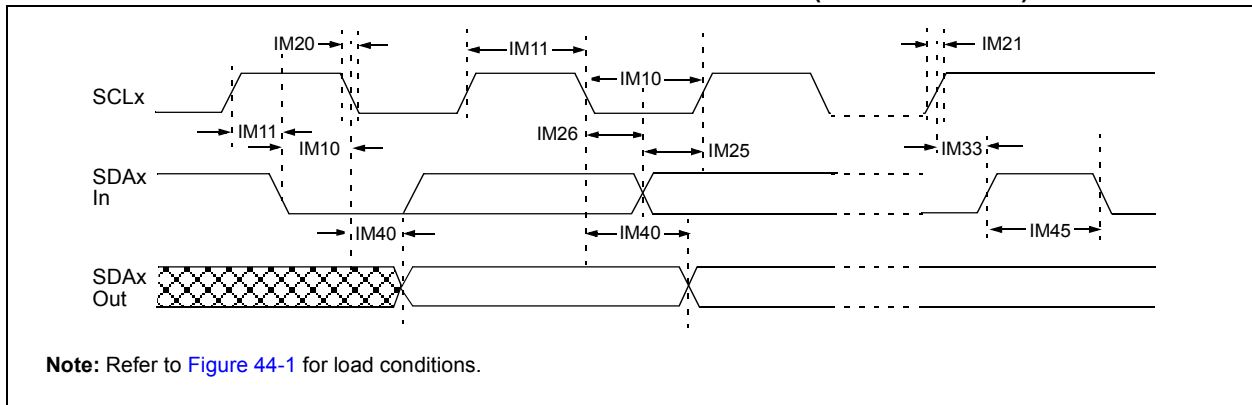 IM20
IM11
IM21
IM10
SCLx
IM11
IM26
IM10
IM25
IM33
SDAx
In
IM40
IM40
IM45
SDAx
Out
Note: Refer to Figure 44-1 for load conditions.